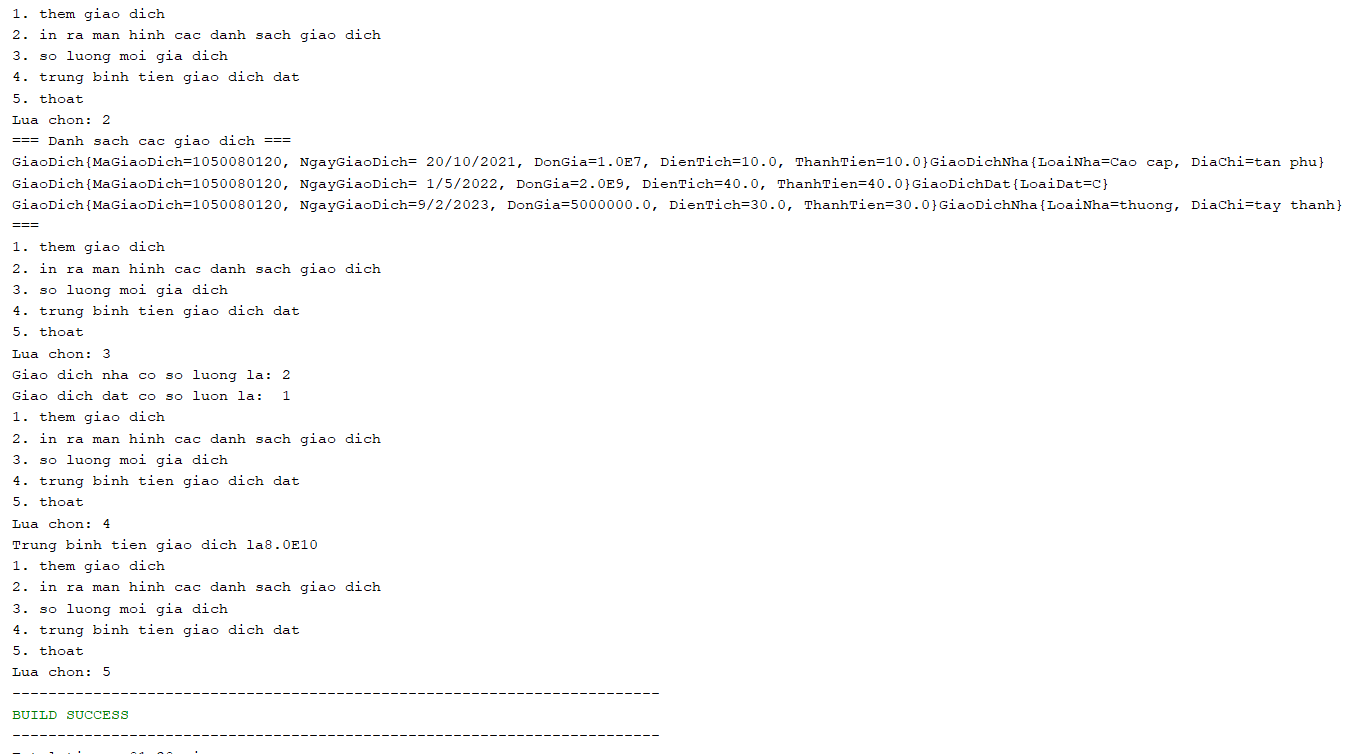 1. them giao dich
2. in ra man hinh cac danh sach giao dich
3. so luong moi gia dich
4. trung binh tien giao dich dat
5. thoat
Lua chon: 2
=== Danh sach cac giao dich ===
GiaoDich{MaGiaoDich=1050080120, NgayGiaoDich= 20/10/2021, DonGia=1.0E7, DienTich=10.0, ThanhTien=10.0}GiaoDichNha{LoaiNha=Cao cap, DiaChi=tan phu}
GiaoDich{MaGiaoDich=1050080120, NgayGiaoDich= 1/5/2022, DonGia=2.0E9, DienTich=40.0, ThanhTien=40.0}GiaoDichDat{LoaiDat=C}
GiaoDich{MaGiaoDich=1050080120, NgayGiaoDich=9/2/2023, DonGia=5000000.0, DienTich=30.0, ThanhTien=30.0}GiaoDichNha{LoaiNha=thuong, DiaChi=tay thanh}
===
1. them giao dich
2. in ra man hinh cac danh sach giao dich
3. so luong moi gia dich
4. trung binh tien giao dich dat
5. thoat
Lua chon: 3
Giao dich nha co so luong la: 2
Giao dich dat co so luon la:  1
1. them giao dich
2. in ra man hinh cac danh sach giao dich
3. so luong moi gia dich
4. trung binh tien giao dich dat
5. thoat
Lua chon: 4
Trung binh tien giao dich la8.0E10
1. them giao dich
2. in ra man hinh cac danh sach giao dich
3. so luong moi gia dich
4. trung binh tien giao dich dat
5. thoat
Lua chon: 5
------------------------------------------------------------------------
BUILD SUCCESS
------------------------------------------------------------------------